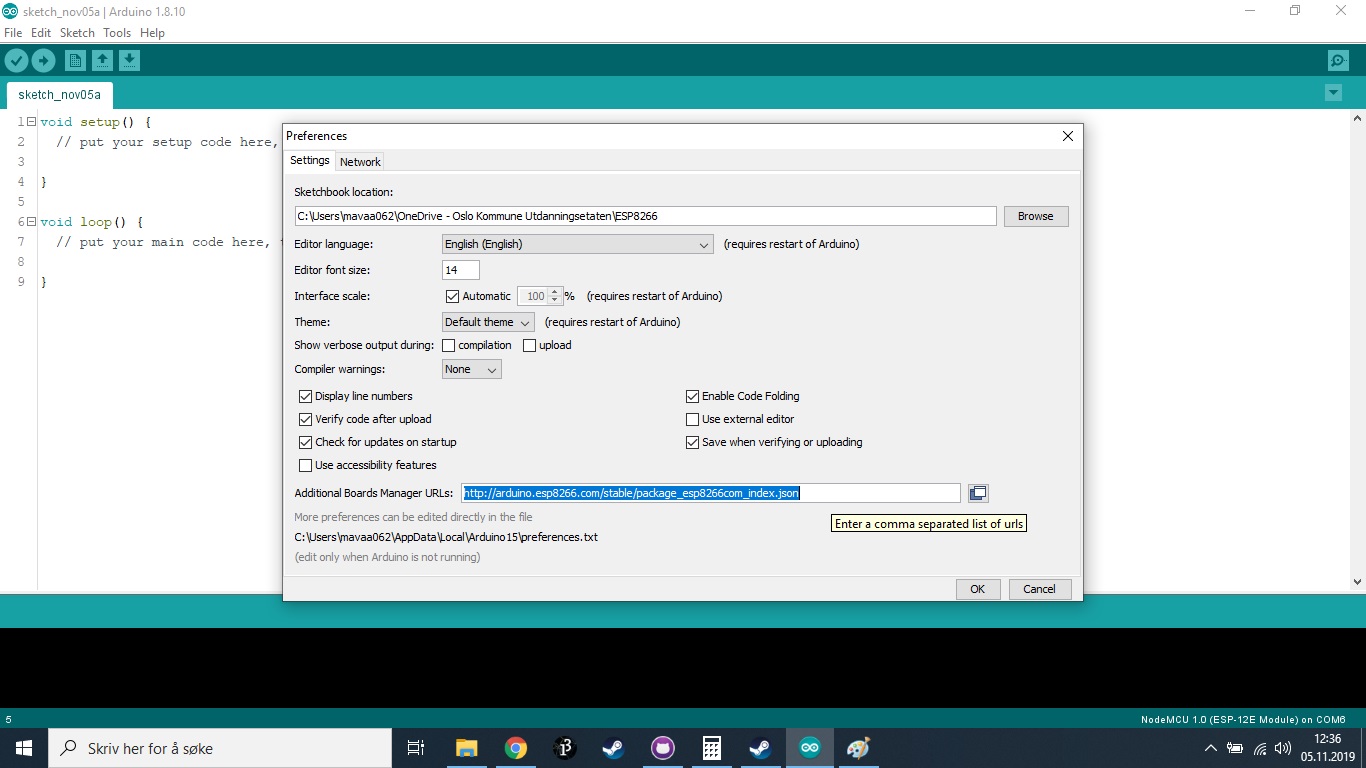 sketch_nov05a | Arduino 1.8.10
File Edit Sketch Tools Help
sketch_nov05a
1 void setup() {
2 // put your setup code here,
3
4 }
5
6 void loop() {
7 // put your main code here,
8
9 }
Preferences
Settings Network
Sketchbook location:
C:\Users\mavaa062\OneDrive - Oslo Kommune Utdanningsetaten\ESP8266 Browse
Editor language: English (English) (requires restart of Arduino)
Editor font size: 14
Interface scale: Automatic 100 % (requires restart of Arduino)
Theme: Default theme (requires restart of Arduino)
Show verbose output during: compilation upload
Compiler warnings: None
Display line numbers Enable Code Folding
Verify code after upload Use external editor
Check for updates on startup Save when verifying or uploading
Use accessibility features
Additional Boards Manager URLs: http://arduino.esp8266.com/stable/package_esp8266com_index.json
More preferences can be edited directly in the file
Enter a comma separated list of urls
C:\Users\mavaa062\AppData\Local\Arduino15\preferences.txt
(edit only when Arduino is not running)
OK Cancel
5 NodeMCU 1.0 (ESP-12E Module) on COM6
Skriv her for å søke
12:36
05.11.2019